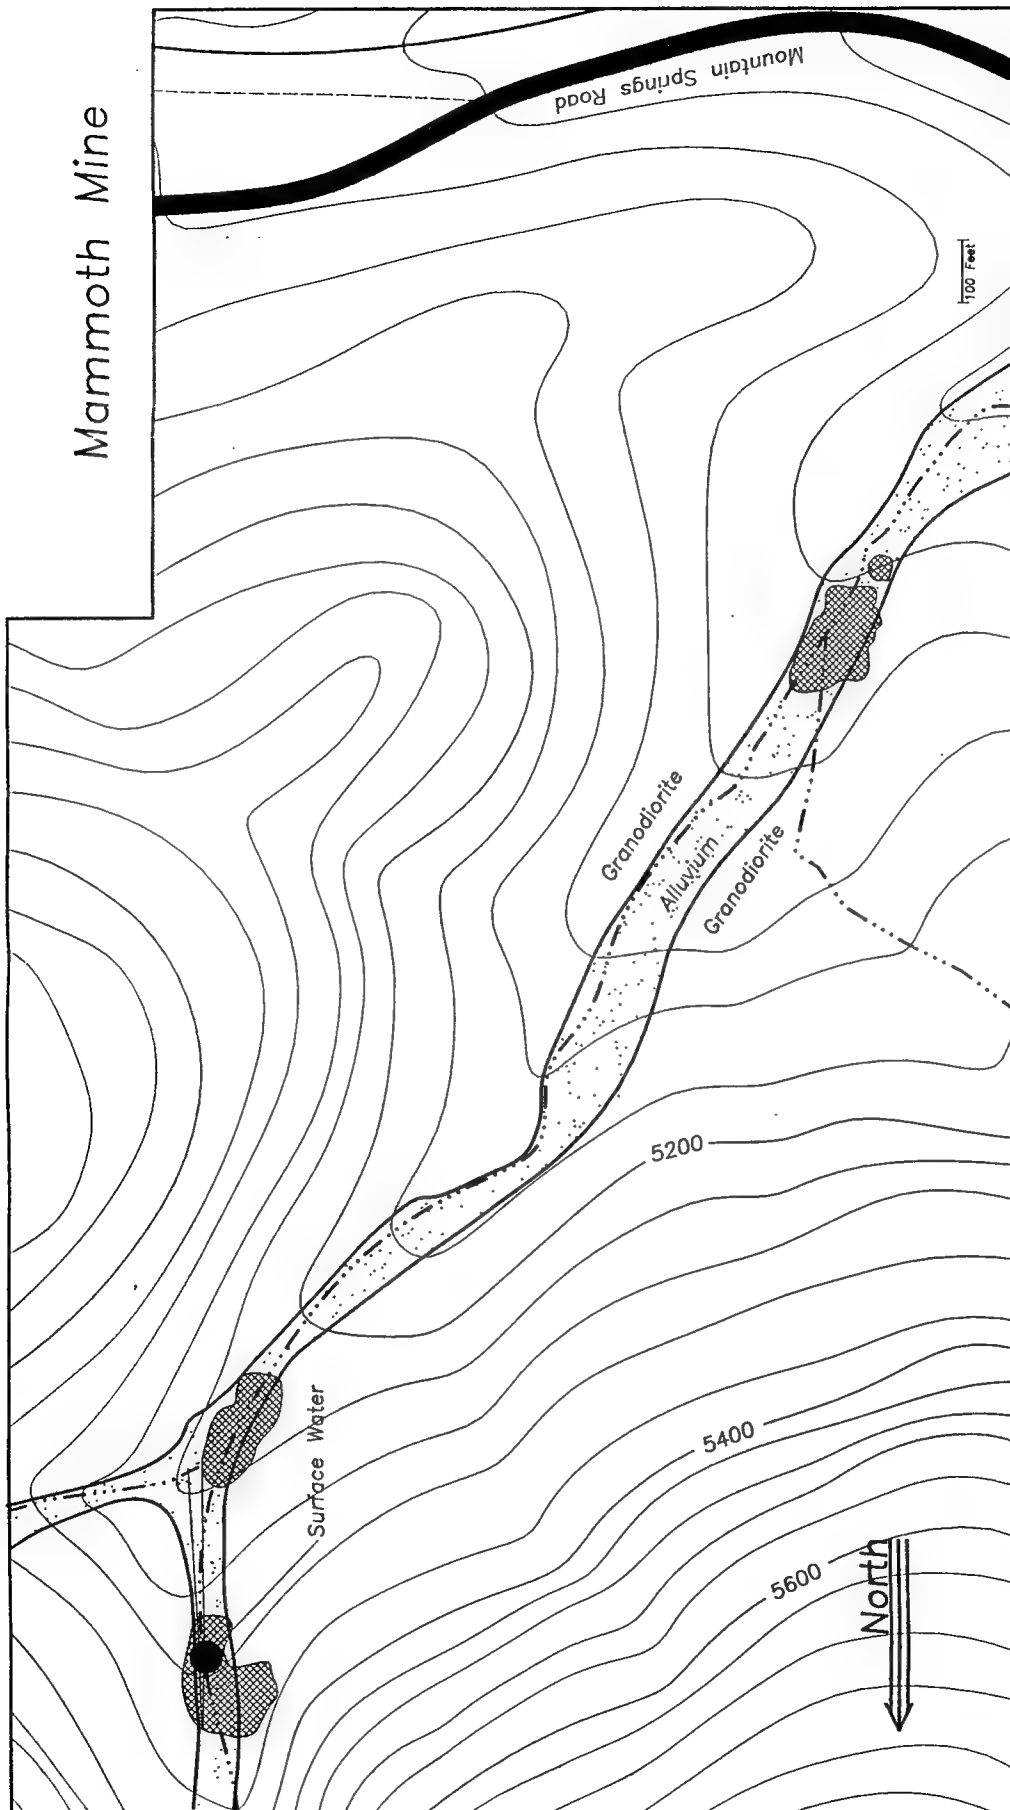 Mammoth Mine
Mountain Springs Road
100 Feet
Granodiorite
Alluvium
Granodiorite
5200
Surface Water
5400
5600
North